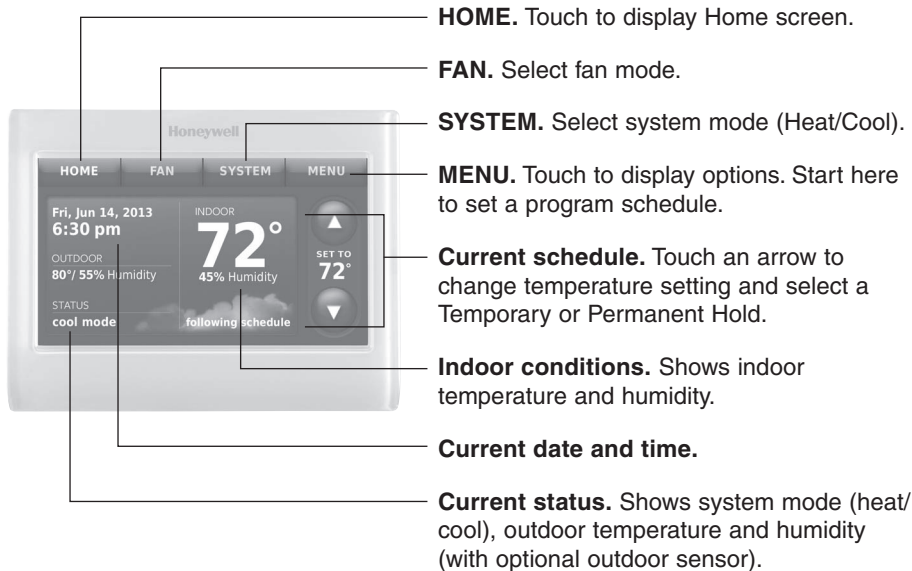 HOME. Touch to display Home screen.
FAN. Select fan mode.
SYSTEM. Select system mode (Heat/Cool).
MENU. Touch to display options. Start here
to set a program schedule.
Current schedule. Touch an arrow to
change temperature setting and select a
Temporary or Permanent Hold.
Indoor conditions. Shows indoor
temperature and humidity.
Current date and time.
Current status. Shows system mode (heat/
cool), outdoor temperature and humidity
(with optional outdoor sensor).
Honeywell
HOME FAN SYSTEM MENU
Fri, Jun 14, 2013
6:30 pm
OUTDOOR
80°/ 55% Humidity
STATUS
cool mode
INDOOR
72°
45% Humidity
following schedule
SET TO
72°